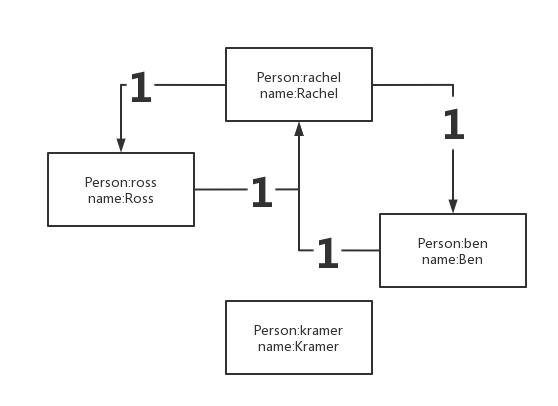 Person:rachel
name:Rachel
1
1
Person:ross
name:Ross
1
1
Person:ben
name:Ben
Person:kramer
name:Kramer